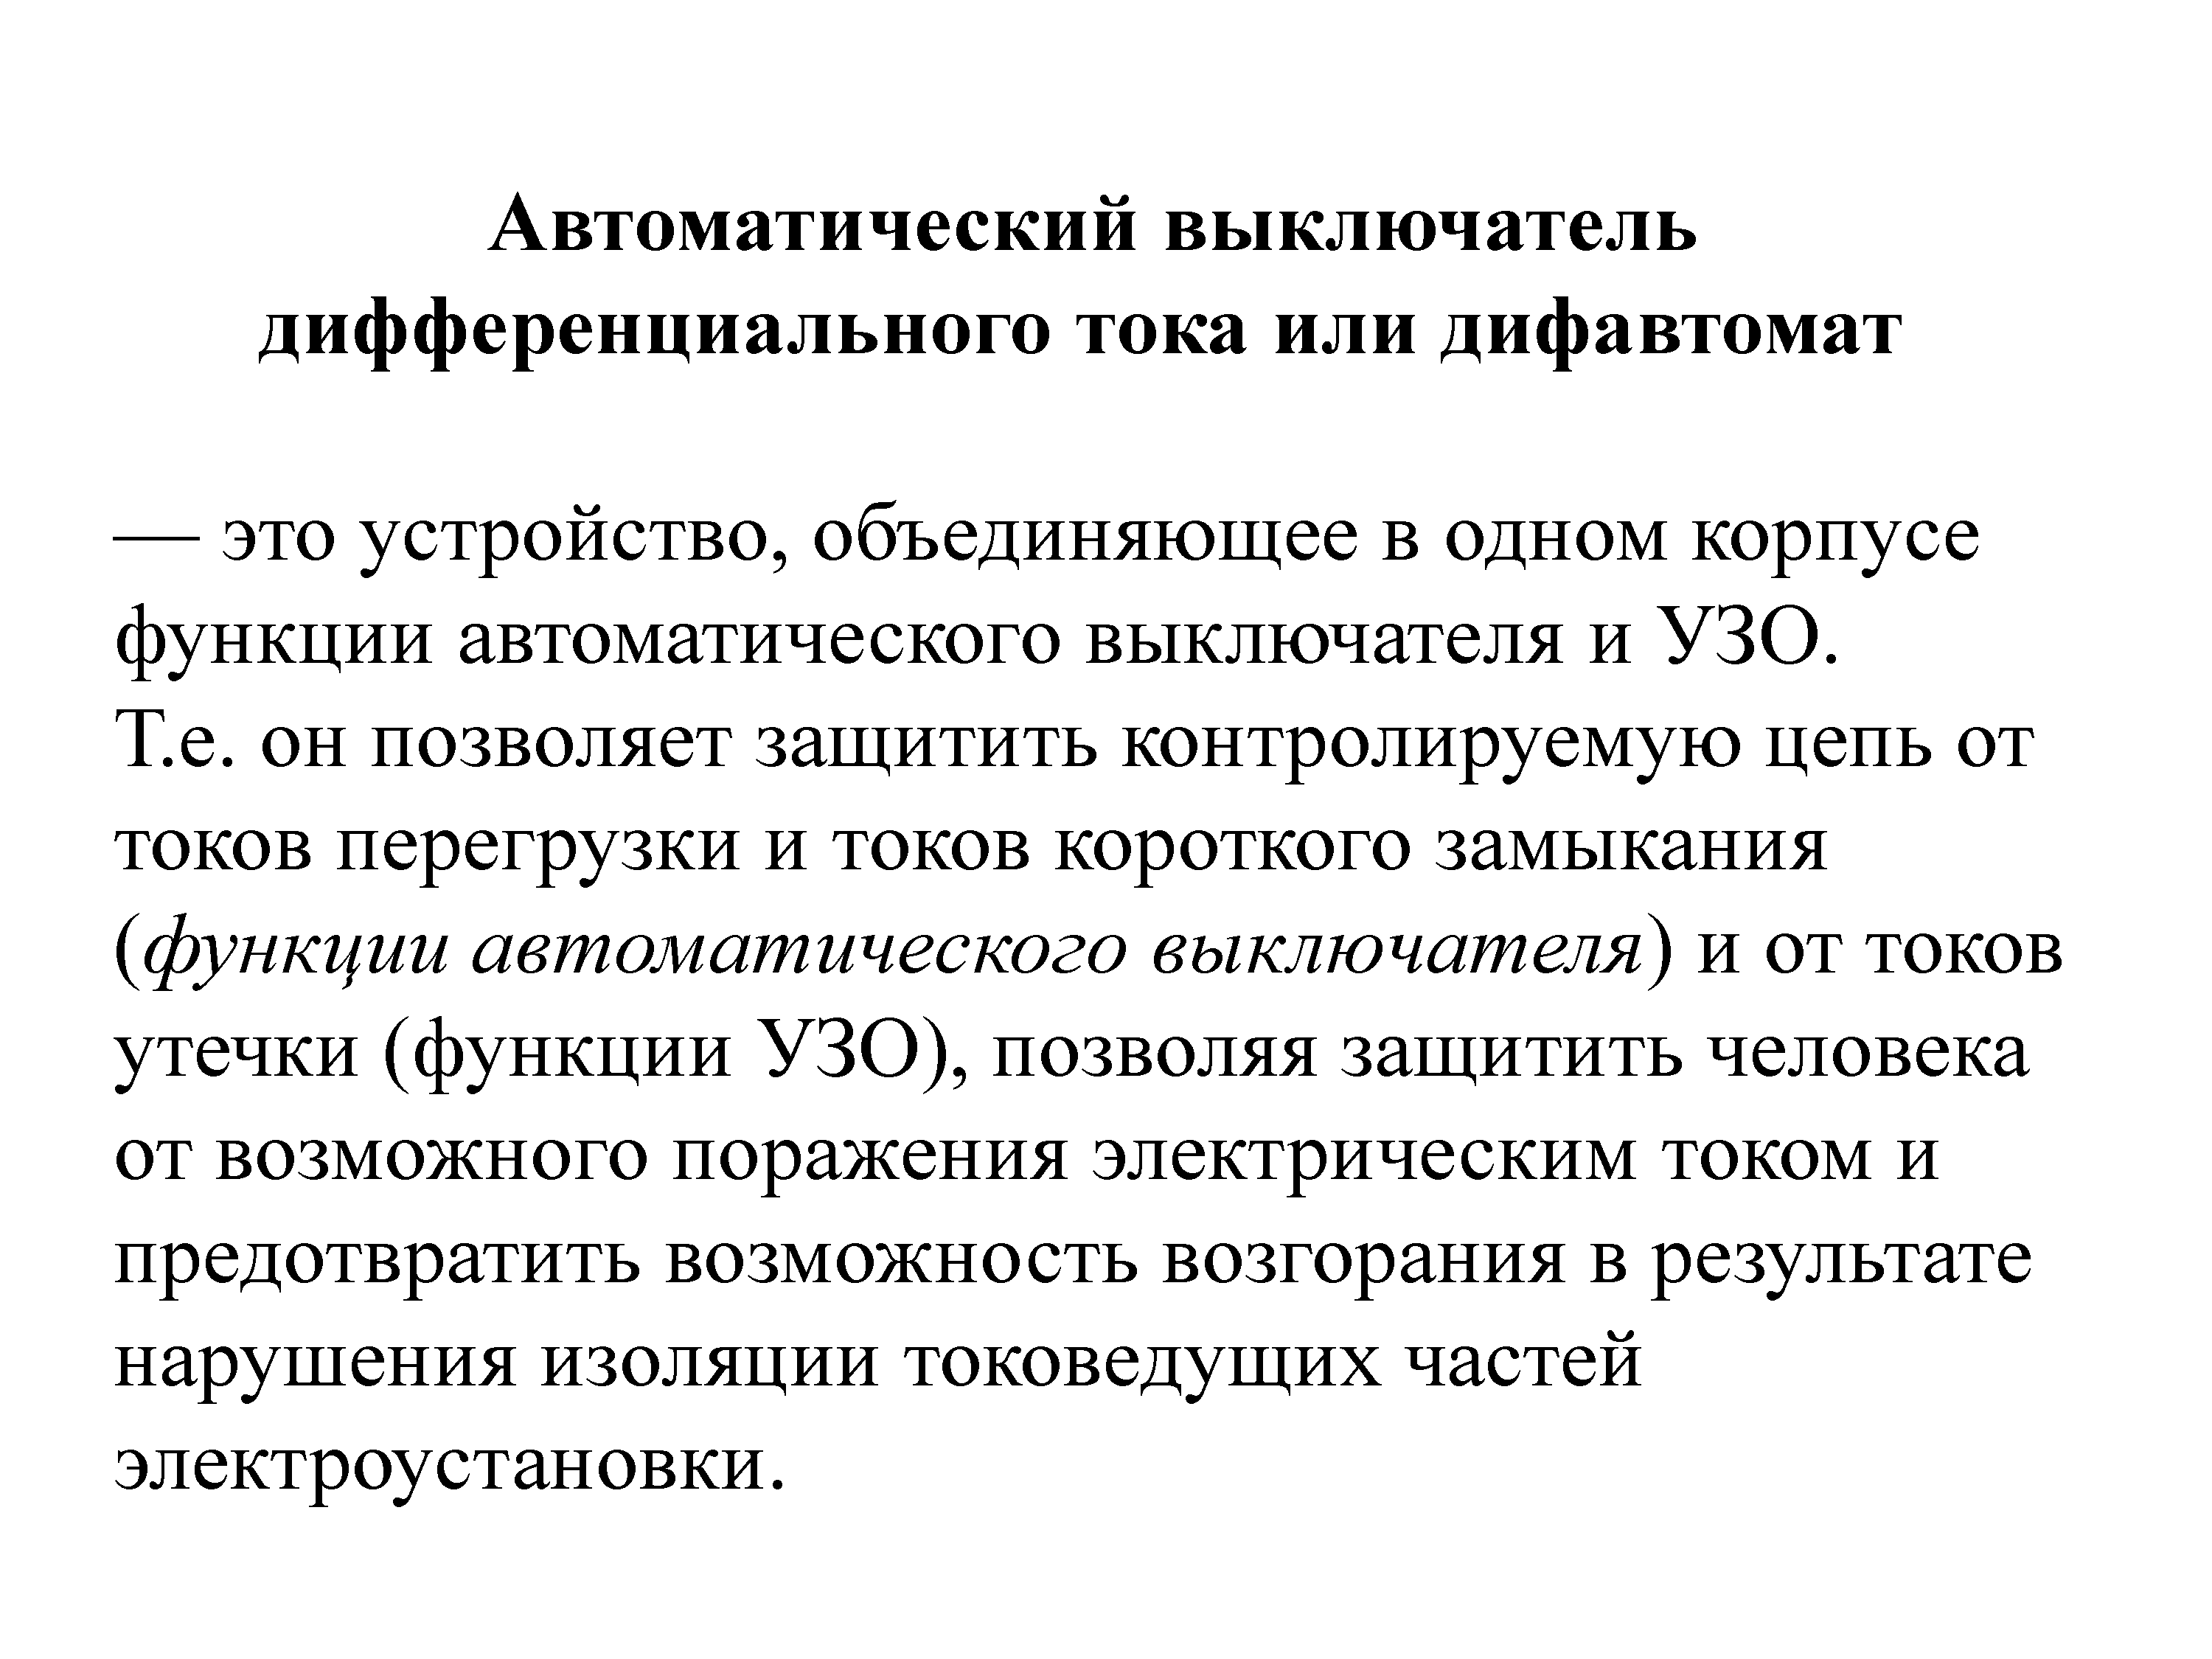 Автоматический выключатель
дифференциального тока или дифавтомат
— это устройство, объединяющее в одном корпусе
функции автоматического выключателя и УЗО.
Т.е. он позволяет защитить контролируемую цепь от
токов перегрузки и токов короткого замыкания
(функции автоматического выключателя) и от токов
утечки (функции УЗО), позволяя защитить человека
от возможного поражения электрическим током и
предотвратить возможность возгорания в результате
нарушения изоляции токоведущих частей
электроустановки.